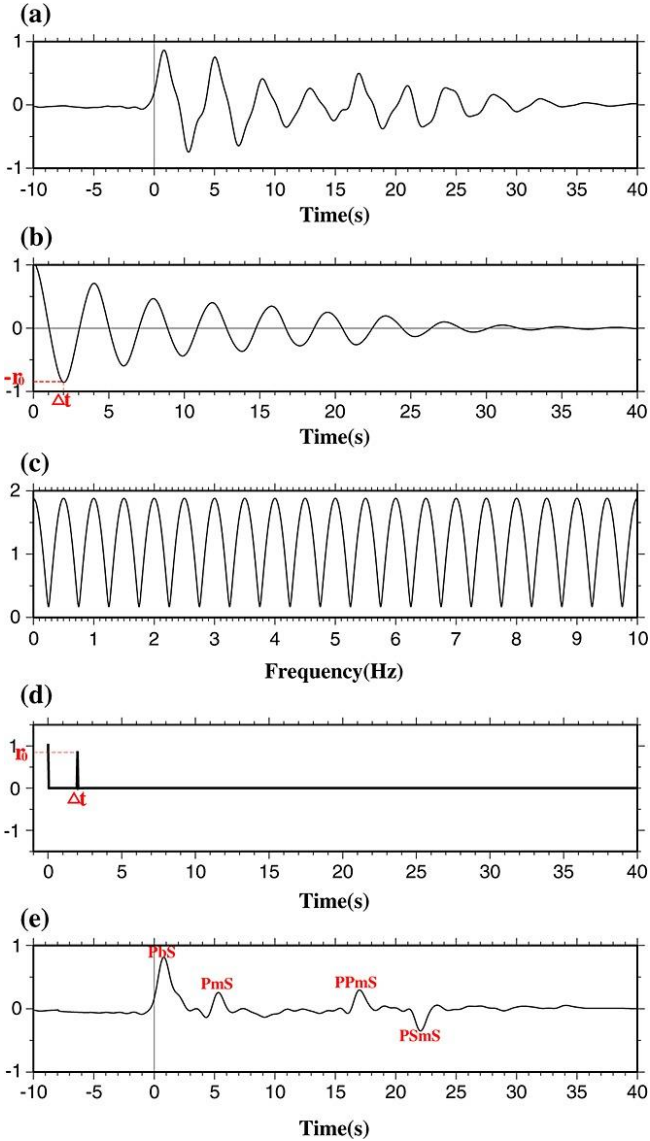 (a)
1
0
-1
-10 -5 0 5 10 15 20 25 30 35 40
Time(s)
(b)
1
0
-r₀
-1
0 5 10 15 20 25 30 35 40
Δt
Time(s)
(c)
2
1
0
0 1 2 3 4 5 6 7 8 9 10
Frequency(Hz)
(d)
1
r₀
0
Δt
-1
0 5 10 15 20 25 30 35 40
Time(s)
(e)
1
PbS
PmS PPmS
0
PSmS
-1
-10 -5 0 5 10 15 20 25 30 35 40
Time(s)